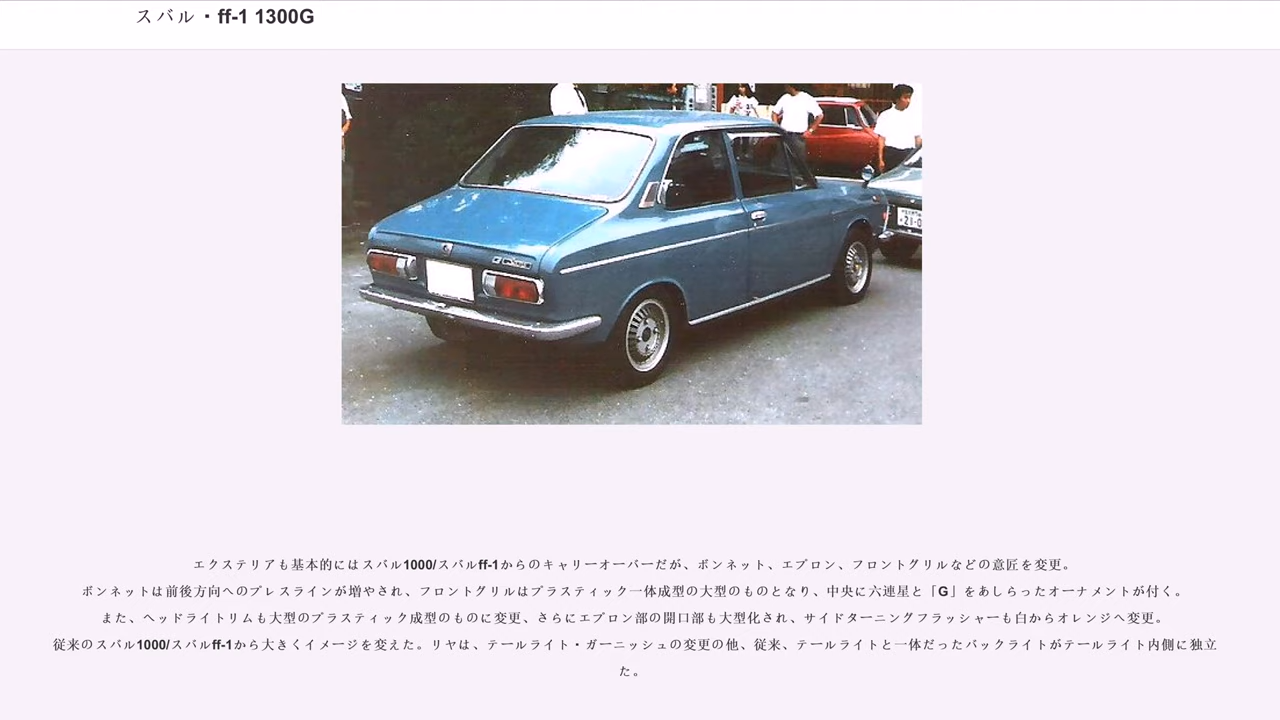 スバル・ff-1 1300G
21-0
エクステリアも基本的にはスバル1000/スバルff-1からのキャリーオーバーだが、ボンネット、エプロン、フロントグリルなどの意匠を変更。
ボンネットは前後方向へのプレスラインが増やされ、フロントグリルはプラスティック一体成型の大型のものとなり、中央に六連星と「G」をあしらったオーナメントが付く。
また、ヘッドライトリムも大型のプラスティック成型のものに変更、さらにエプロン部の開口部も大型化され、サイドターニングフラッシャーも白からオレンジへ変更。
従来のスバル1000/スバルff-1から大きくイメージを変えた。リヤは、テールライト・ガーニッシュの変更の他、従来、テールライトと一体だったバックライトがテールライト内側に独立
た。